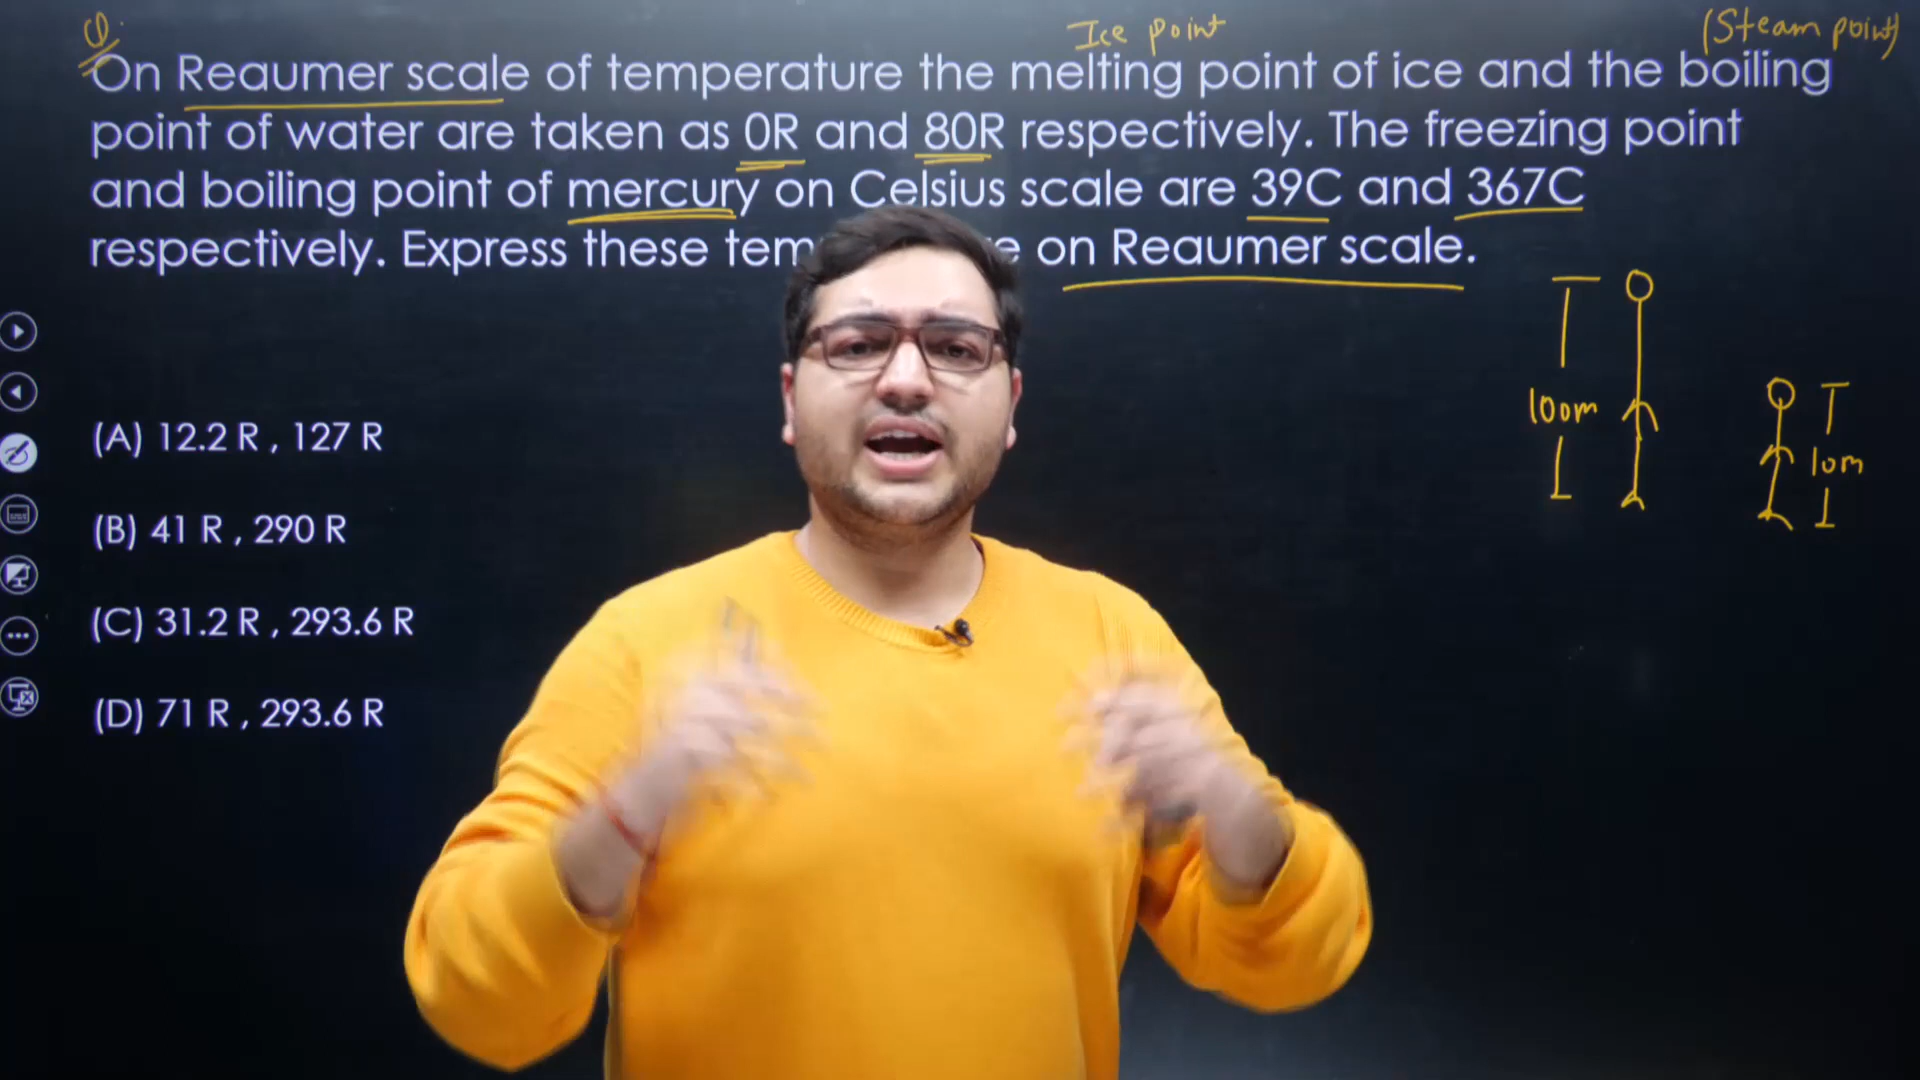 Q.
Ice point
(Steam point)
On Reaumer scale of temperature the melting point of ice and the boiling
point of water are taken as 0R and 80R respectively. The freezing point
and boiling point of mercury on Celsius scale are 39C and 367C
respectively. Express these tem e on Reaumer scale.
(A) 12.2 R , 127 R
(B) 41 R , 290 R
(C) 31.2 R , 293.6 R
(D) 71 R , 293.6 R
100m
10m